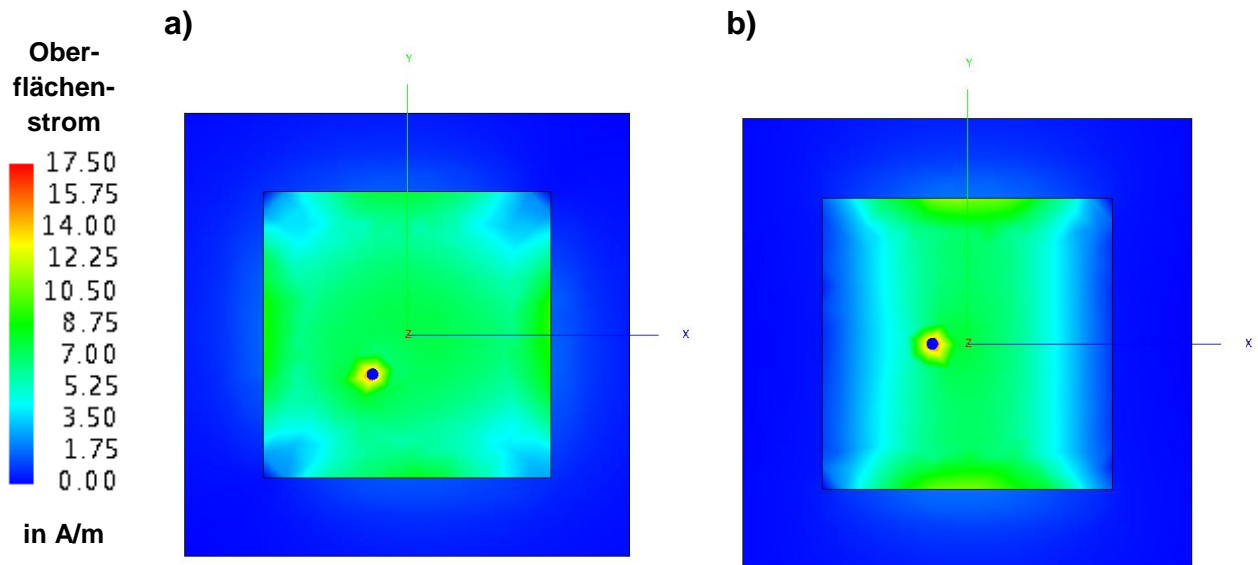 a)
b)
Ober-
flächen-
strom
17.50
15.75
14.00
12.25
10.50
8.75
7.00
5.25
3.50
1.75
0.00
in A/m
Y
Z
X
Y
Z
X